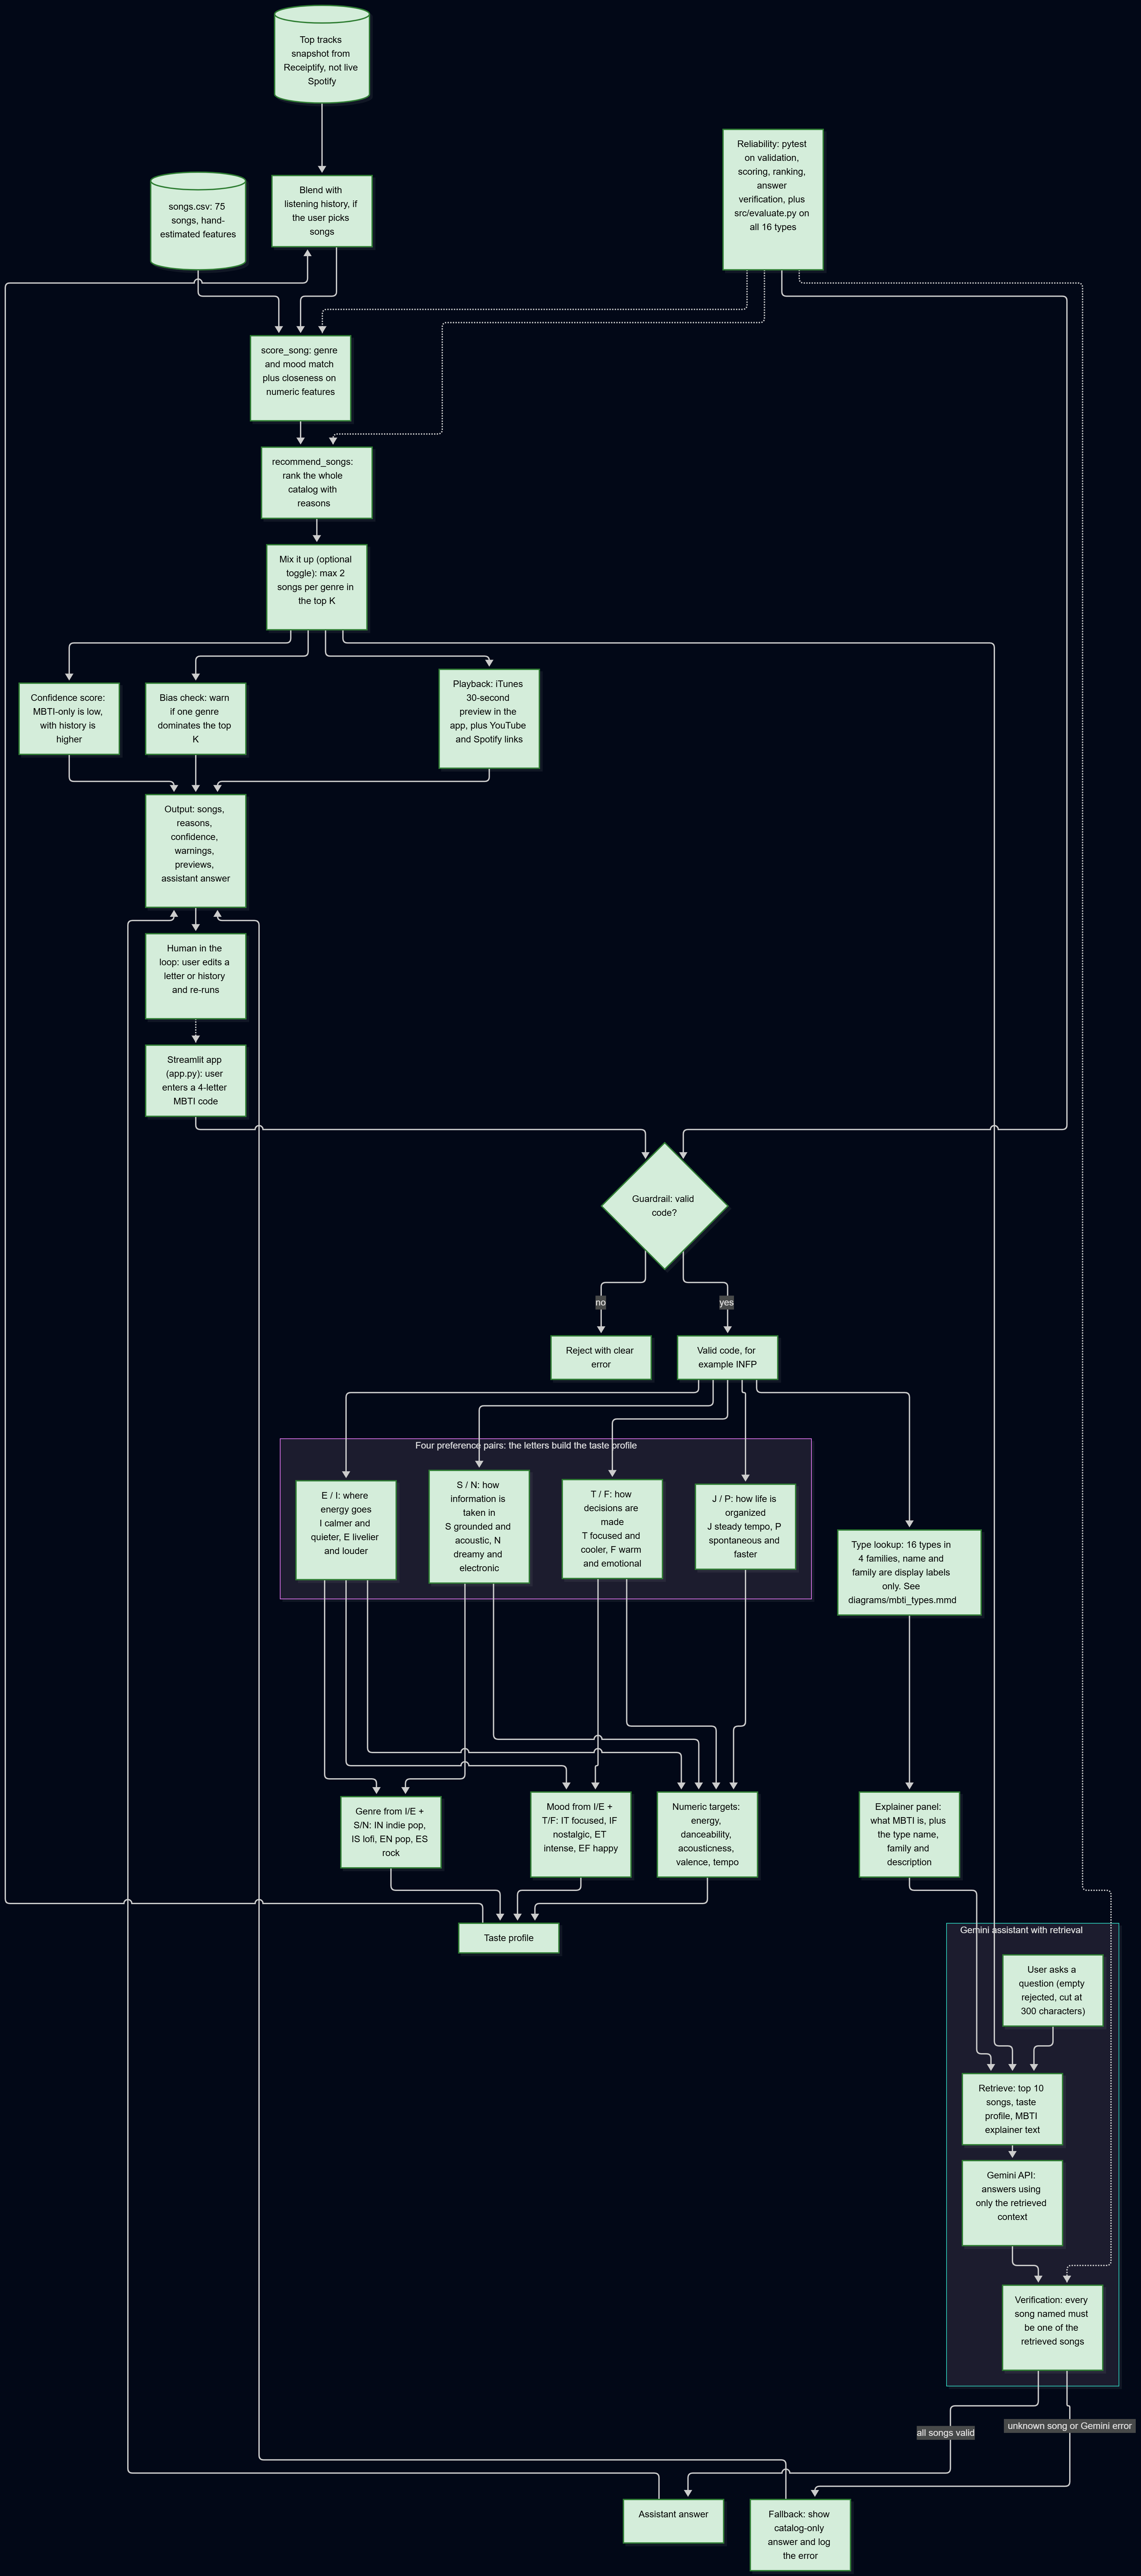 Top tracks
snapshot from
Receiptify, not live
Spotify
Reliability: pytest
on validation,
scoring, ranking,
answer
verification, plus
src/evaluate.py on
all 16 types
songs.csv: 75
songs, hand-
estimated features
Blend with
listening history, if
the user picks
songs
score_song: genre
and mood match
plus closeness on
numeric features
recommend_songs:
rank the whole
catalog with
reasons
Mix it up (optional
toggle): max 2
songs per genre in
the top K
Confidence score:
MBTI-only is low,
with history is
higher
Bias check: warn
if one genre
dominates the top
K
Playback: iTunes
30-second
preview in the
app, plus YouTube
and Spotify links
Output: songs,
reasons,
confidence,
warnings,
previews,
assistant answer
Human in the
loop: user edits a
letter or history
and re-runs
Streamlit app
(app.py): user
enters a 4-letter
MBTI code
Guardrail: valid
code?
no
yes
Reject with clear
error
Valid code, for
example INFP
Four preference pairs: the letters build the taste profile
E / I: where
energy goes
I calmer and
quieter, E livelier
and louder
S / N: how
information is
taken in
S grounded and
acoustic, N
dreamy and
electronic
T / F: how
decisions are
made
T focused and
cooler, F warm
and emotional
J / P: how life is
organized
J steady tempo, P
spontaneous and
faster
Type lookup: 16 types in
4 families, name and
family are display labels
only. See
diagrams/mbti_types.mmd
Genre from I/E +
S/N: IN indie pop,
IS lofi, EN pop, ES
rock
Mood from I/E +
T/F: IT focused, IF
nostalgic, ET
intense, EF happy
Numeric targets:
energy,
danceability,
acousticness,
valence, tempo
Explainer panel:
what MBTI is, plus
the type name,
family and
description
Taste profile
Gemini assistant with retrieval
User asks a
question (empty
rejected, cut at
300 characters)
Retrieve: top 10
songs, taste
profile, MBTI
explainer text
Gemini API:
answers using
only the retrieved
context
Verification: every
song named must
be one of the
retrieved songs
all songs valid
unknown song or Gemini error
Assistant answer
Fallback: show
catalog-only
answer and log
the error